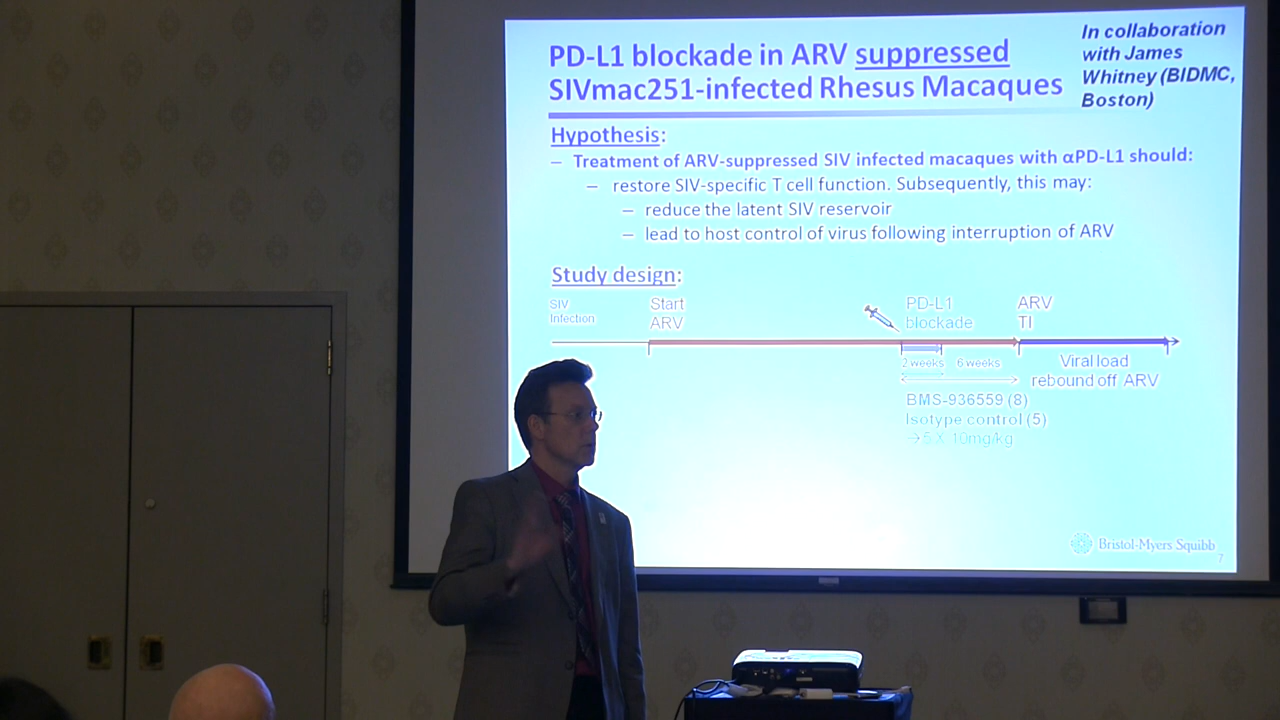 PD-L1 blockade in ARV suppressed
SIVmac251-infected Rhesus Macaques
In collaboration
with James
Whitney (BIDMC,
Boston)
Hypothesis:
– Treatment of ARV-suppressed SIV infected macaques with αPD-L1 should:
– restore SIV-specific T cell function. Subsequently, this may:
– reduce the latent SIV reservoir
– lead to host control of virus following interruption of ARV
Study design:
SIV
Infection
Start
ARV
PD-L1
blockade
ARV
TI
2 weeks
6 weeks
Viral load
rebound off ARV
BMS-936559 (8)
Isotype control (5)
→5 X 10mg/kg
Bristol-Myers Squibb
7